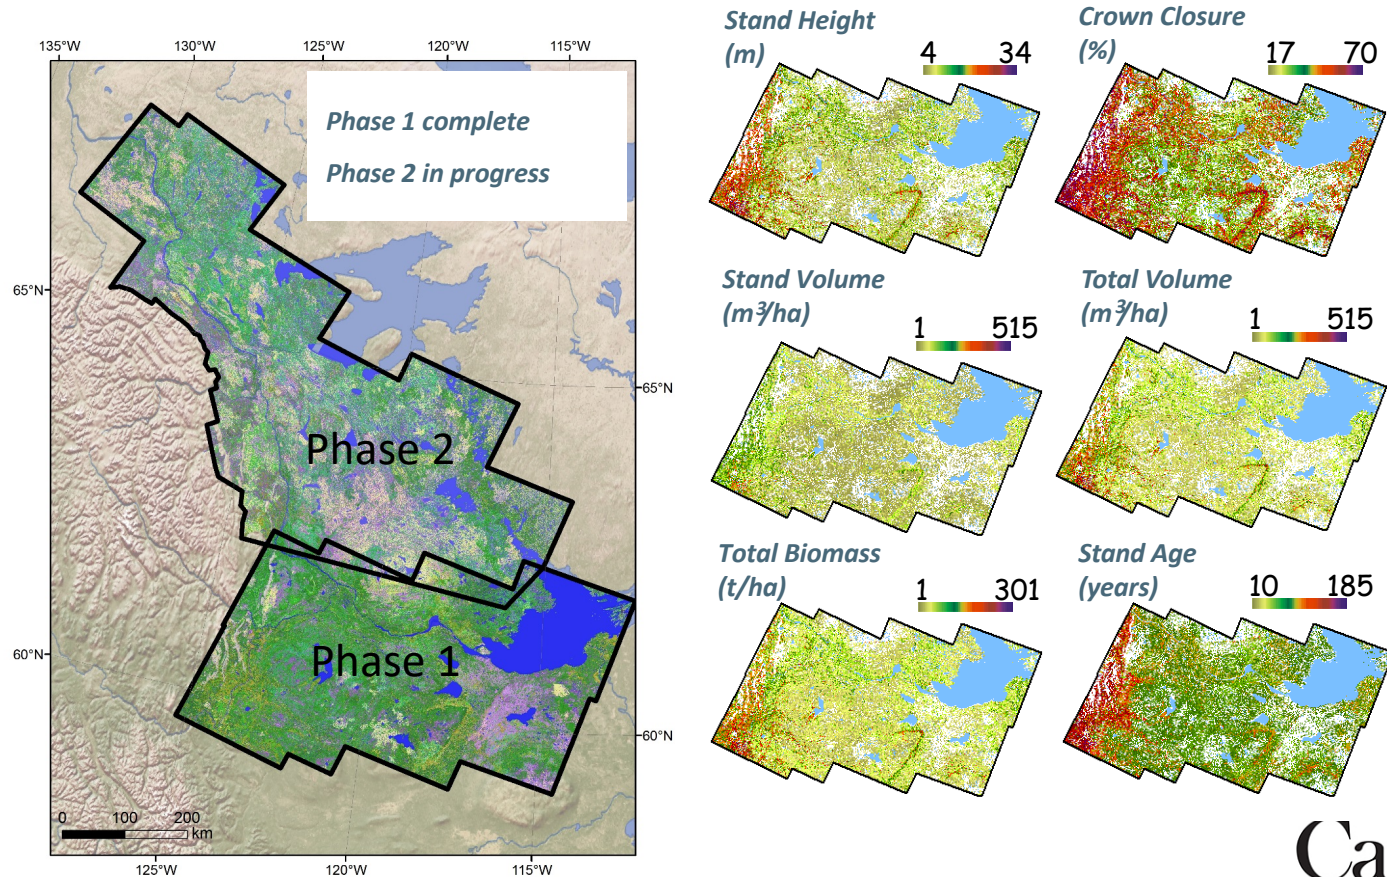 135°W 130°W 125°W 120°W 115°W
Phase 1 complete
Phase 2 in progress
65°N
65°N
Phase 2
Phase 1
60°N
60°N
0 100 200
km
125°W 120°W 115°W
Stand Height
(m)
4 34
Crown Closure
(%)
17 70
Stand Volume
(m³/ha)
1 515
Total Volume
(m³/ha)
1 515
Total Biomass
(t/ha)
1 301
Stand Age
(years)
10 185
Ca